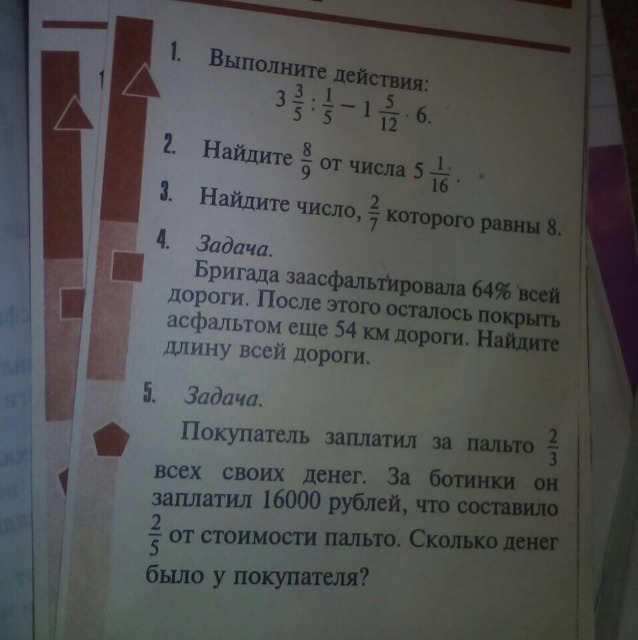 1. Выполните действия:
3 3/5 : 1/5 − 1 5/12 · 6.
2. Найдите 8/9 от числа 5 1/16.
3. Найдите число, 2/7 которого равны 8.
4. Задача.
Бригада заасфальтировала 64% всей
дороги. После этого осталось покрыть
асфальтом еще 54 км дороги. Найдите
длину всей дороги.
5. Задача.
Покупатель заплатил за пальто 2/3
всех своих денег. За ботинки он
заплатил 16000 рублей, что составило
2/5 от стоимости пальто. Сколько денег
было у покупателя?